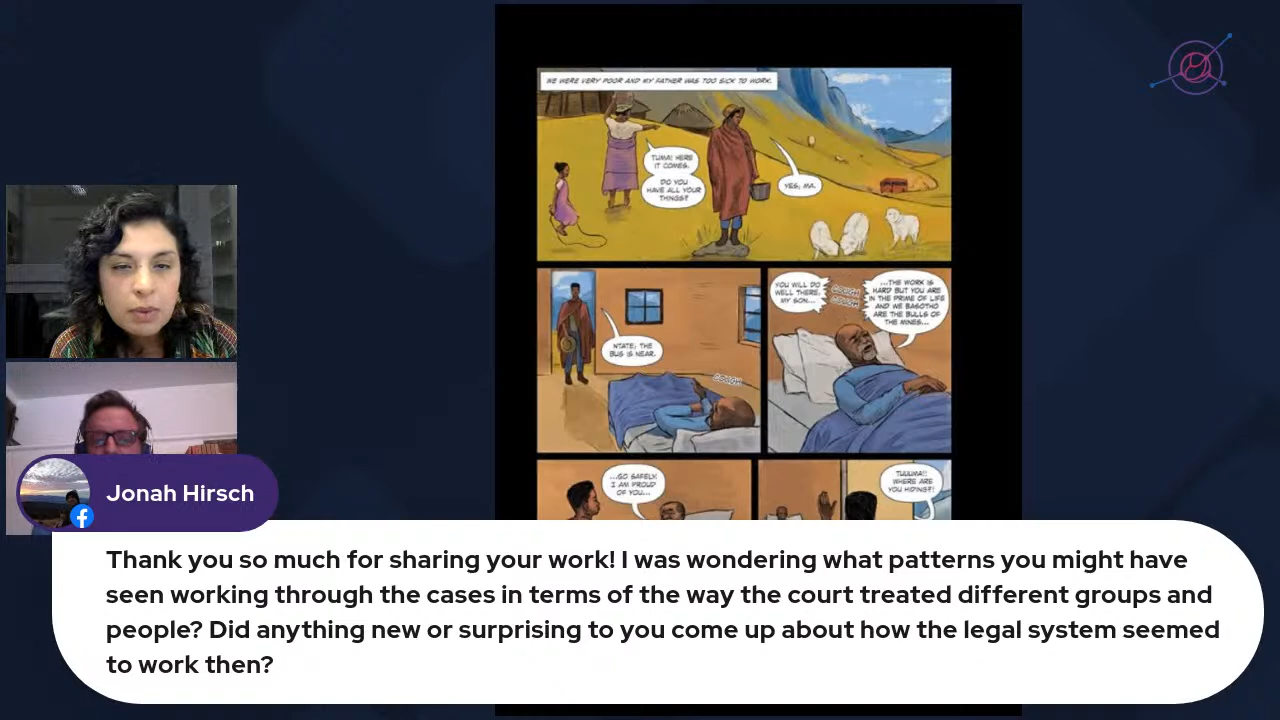 WE WERE VERY POOR AND MY FATHER WAS TOO SICK TO WORK.
TUMA! HERE
IT COMES.
DO YOU
HAVE ALL YOUR
THINGS?
YES, MA.
NTATE, THE
BUS IS NEAR.
COUGH
YOU WILL DO
WELL THERE,
MY SON...
COUGH
COUGH
...THE WORK IS
HARD BUT YOU ARE
IN THE PRIME OF LIFE
AND WE BASOTHO
ARE THE BULLS OF
THE MINES...
...GO SAFELY.
I AM PROUD
OF YOU...
TUUUMA!!
WHERE ARE
YOU HIDING?!
Jonah Hirsch
Thank you so much for sharing your work! I was wondering what patterns you might have
seen working through the cases in terms of the way the court treated different groups and
people? Did anything new or surprising to you come up about how the legal system seemed
to work then?